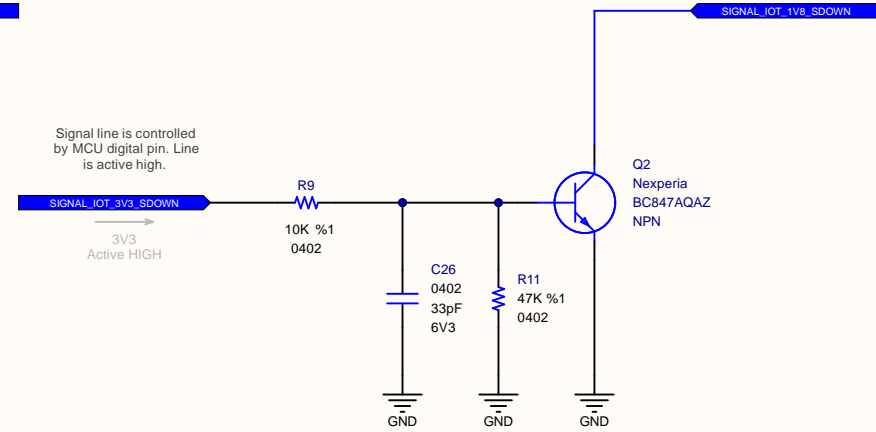 SIGNAL_IOT_1V8_SDOWN
Signal line is controlled
by MCU digital pin. Line
is active high.
SIGNAL_IOT_3V3_SDOWN
3V3
Active HIGH
R9
10K %1
0402
C26
0402
33pF
6V3
R11
47K %1
0402
Q2
Nexperia
BC847AQAZ
NPN
GND
GND
GND